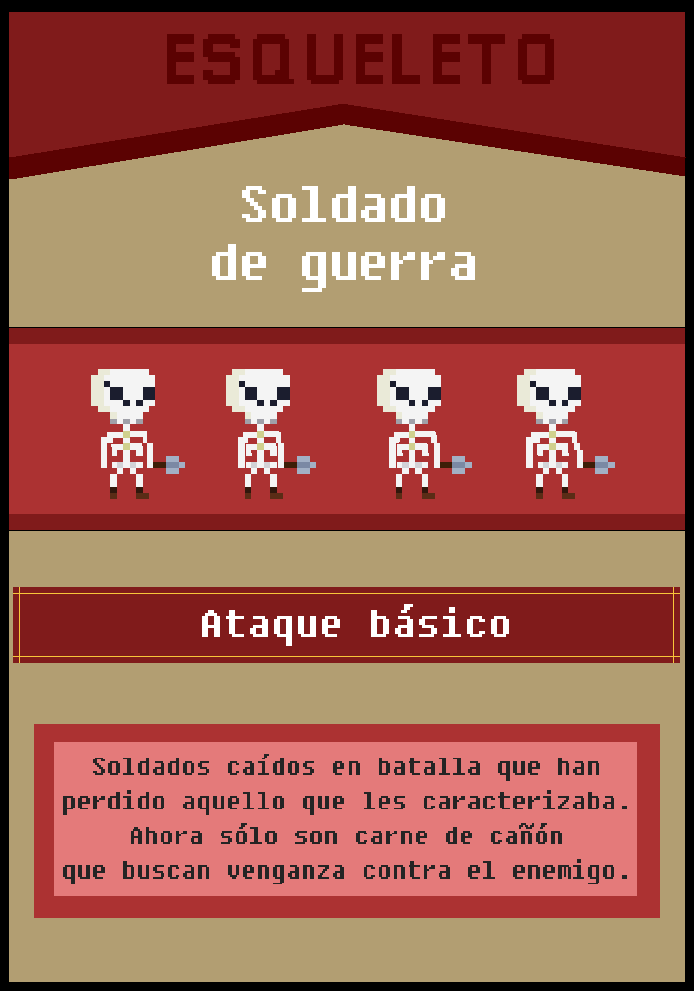 ESQUELETO
Soldado
de guerra
Ataque básico
Soldados caídos en batalla que han
perdido aquello que les caracterizaba.
Ahora sólo son carne de cañón
que buscan venganza contra el enemigo.